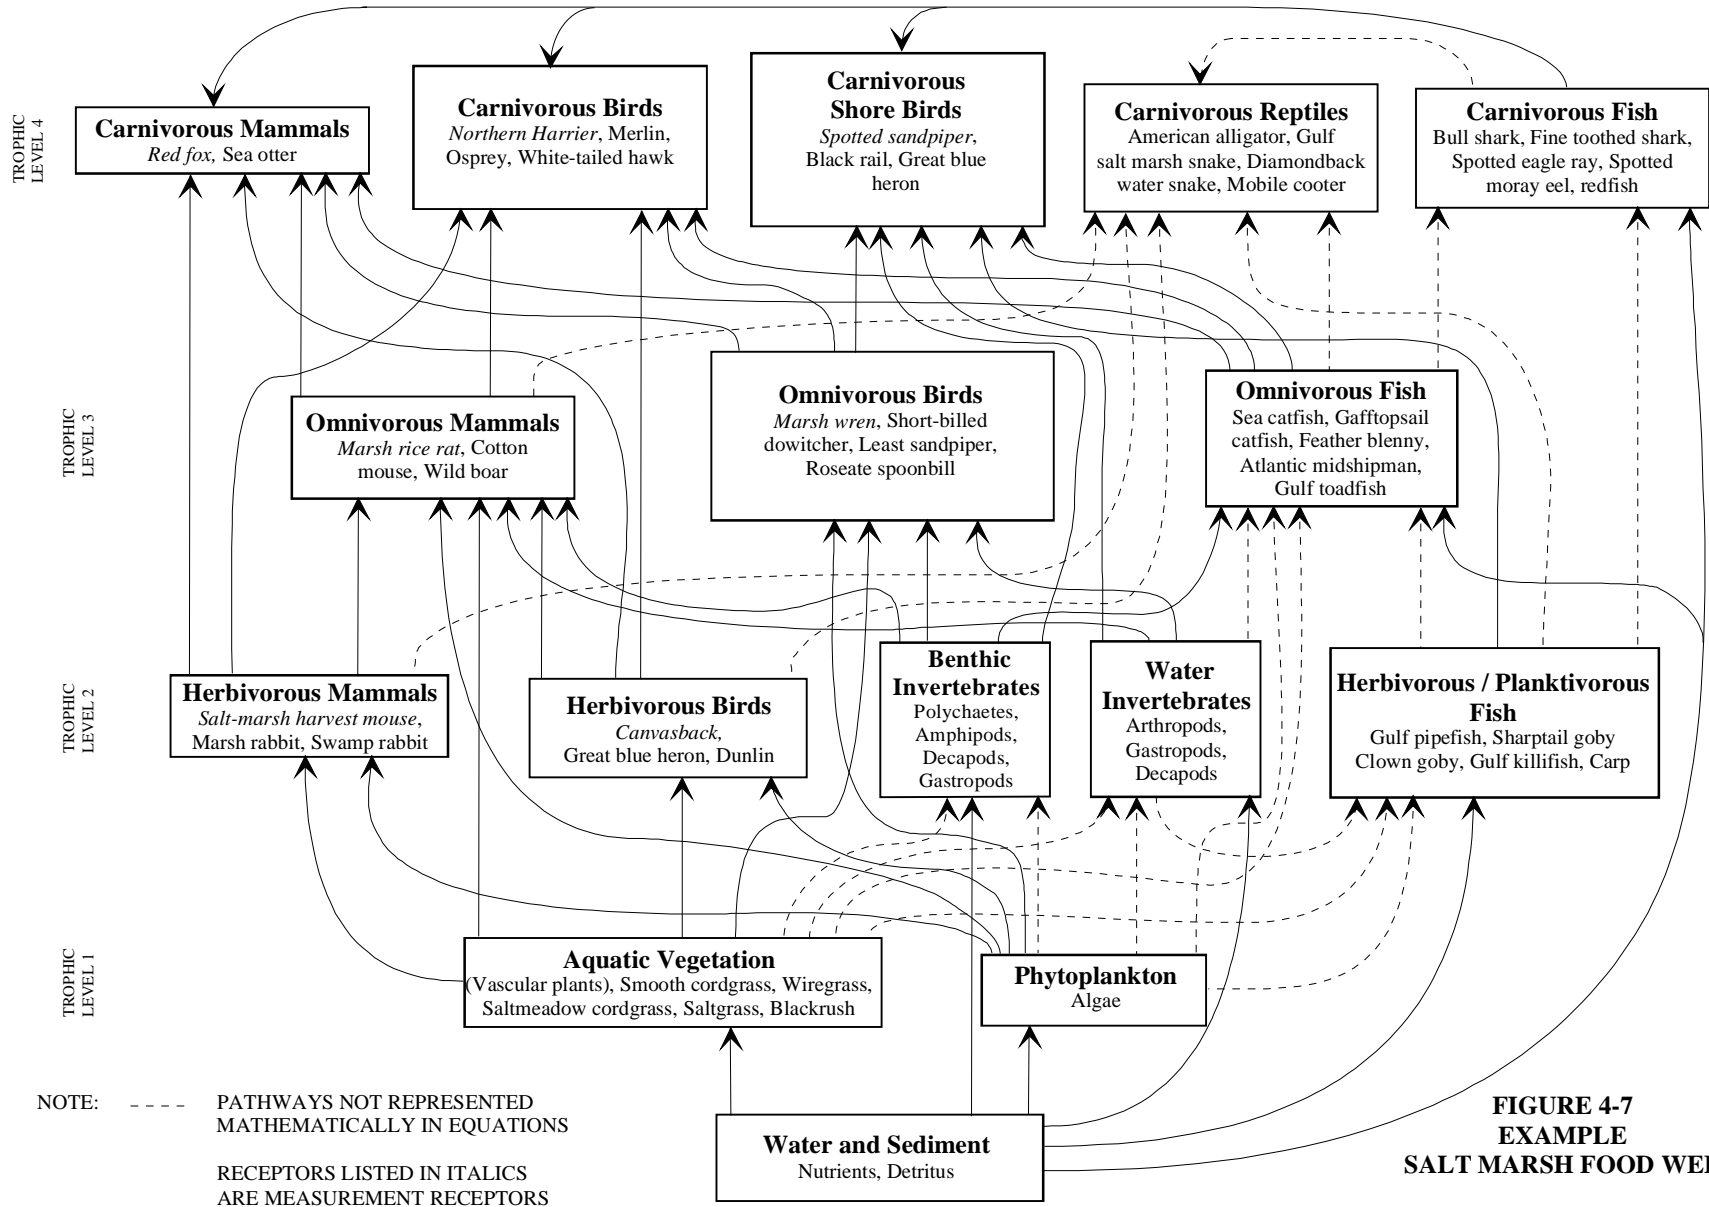 TROPHIC
LEVEL 4
Carnivorous Mammals
Red fox, Sea otter
Carnivorous Birds
Northern Harrier, Merlin,
Osprey, White-tailed hawk
Carnivorous
Shore Birds
Spotted sandpiper,
Black rail, Great blue
heron
Carnivorous Reptiles
American alligator, Gulf
salt marsh snake, Diamondback
water snake, Mobile cooter
Carnivorous Fish
Bull shark, Fine toothed shark,
Spotted eagle ray, Spotted
moray eel, redfish
TROPHIC
LEVEL 3
Omnivorous Mammals
Marsh rice rat, Cotton
mouse, Wild boar
Omnivorous Birds
Marsh wren, Short-billed
dowitcher, Least sandpiper,
Roseate spoonbill
Omnivorous Fish
Sea catfish, Gafftopsail
catfish, Feather blenny,
Atlantic midshipman,
Gulf toadfish
TROPHIC
LEVEL 2
Herbivorous Mammals
Salt-marsh harvest mouse,
Marsh rabbit, Swamp rabbit
Herbivorous Birds
Canvasback,
Great blue heron, Dunlin
Benthic
Invertebrates
Polychaetes,
Amphipods,
Decapods,
Gastropods
Water
Invertebrates
Arthropods,
Gastropods,
Decapods
Herbivorous / Planktivorous
Fish
Gulf pipefish, Sharptail goby
Clown goby, Gulf killifish, Carp
TROPHIC
LEVEL 1
Aquatic Vegetation
(Vascular plants), Smooth cordgrass, Wiregrass,
Saltmeadow cordgrass, Saltgrass, Blackrush
Phytoplankton
Algae
Water and Sediment
Nutrients, Detritus
NOTE: - - - - PATHWAYS NOT REPRESENTED
MATHEMATICALLY IN EQUATIONS
RECEPTORS LISTED IN ITALICS
ARE MEASUREMENT RECEPTORS
FIGURE 4-7
EXAMPLE
SALT MARSH FOOD WE